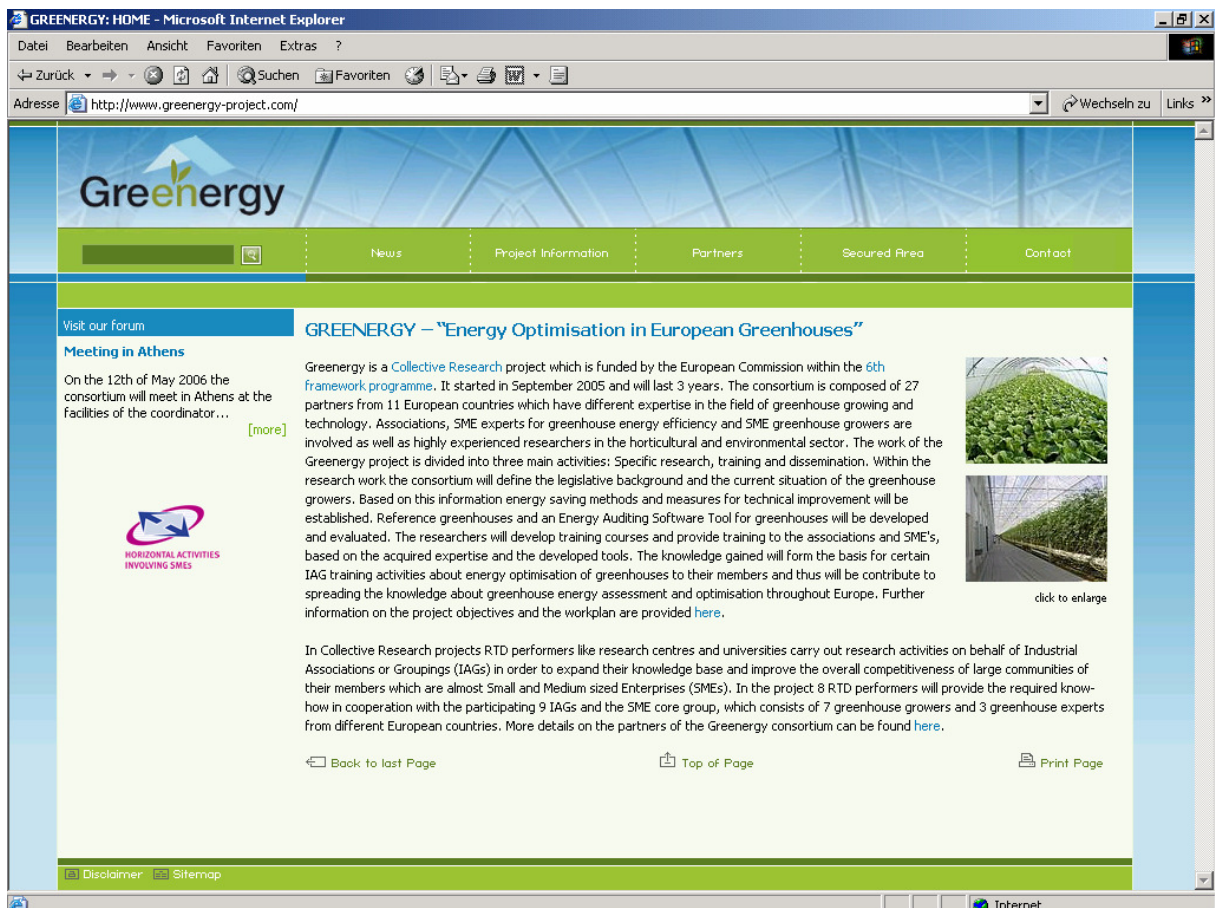 GREENERGY: HOME - Microsoft Internet Explorer
Datei Bearbeiten Ansicht Favoriten Extras ?
Zurück Suchen Favoriten
Adresse http://www.greenergy-project.com/ Wechseln zu Links »
Greenergy
News Project Information Partners Secured Area Contact
Visit our forum
Meeting in Athens
On the 12th of May 2006 the
consortium will meet in Athens at the
facilities of the coordinator...
[more]
HORIZONTAL ACTIVITIES
INVOLVING SMES
GREENERGY – “Energy Optimisation in European Greenhouses”
Greenergy is a Collective Research project which is funded by the European Commission within the 6th
framework programme. It started in September 2005 and will last 3 years. The consortium is composed of 27
partners from 11 European countries which have different expertise in the field of greenhouse growing and
technology. Associations, SME experts for greenhouse energy efficiency and SME greenhouse growers are
involved as well as highly experienced researchers in the horticultural and environmental sector. The work of the
Greenergy project is divided into three main activities: Specific research, training and dissemination. Within the
research work the consortium will define the legislative background and the current situation of the greenhouse
growers. Based on this information energy saving methods and measures for technical improvement will be
established. Reference greenhouses and an Energy Auditing Software Tool for greenhouses will be developed
and evaluated. The researchers will develop training courses and provide training to the associations and SME's,
based on the acquired expertise and the developed tools. The knowledge gained will form the basis for certain
IAG training activities about energy optimisation of greenhouses to their members and thus will be contribute to
spreading the knowledge about greenhouse energy assessment and optimisation throughout Europe. Further
information on the project objectives and the workplan are provided here.
click to enlarge
In Collective Research projects RTD performers like research centres and universities carry out research activities on behalf of Industrial
Associations or Groupings (IAGs) in order to expand their knowledge base and improve the overall competitiveness of large communities of
their members which are almost Small and Medium sized Enterprises (SMEs). In the project 8 RTD performers will provide the required know-
how in cooperation with the participating 9 IAGs and the SME core group, which consists of 7 greenhouse growers and 3 greenhouse experts
from different European countries. More details on the partners of the Greenergy consortium can be found here.
Back to last Page Top of Page Print Page
Disclaimer Sitemap
Internet